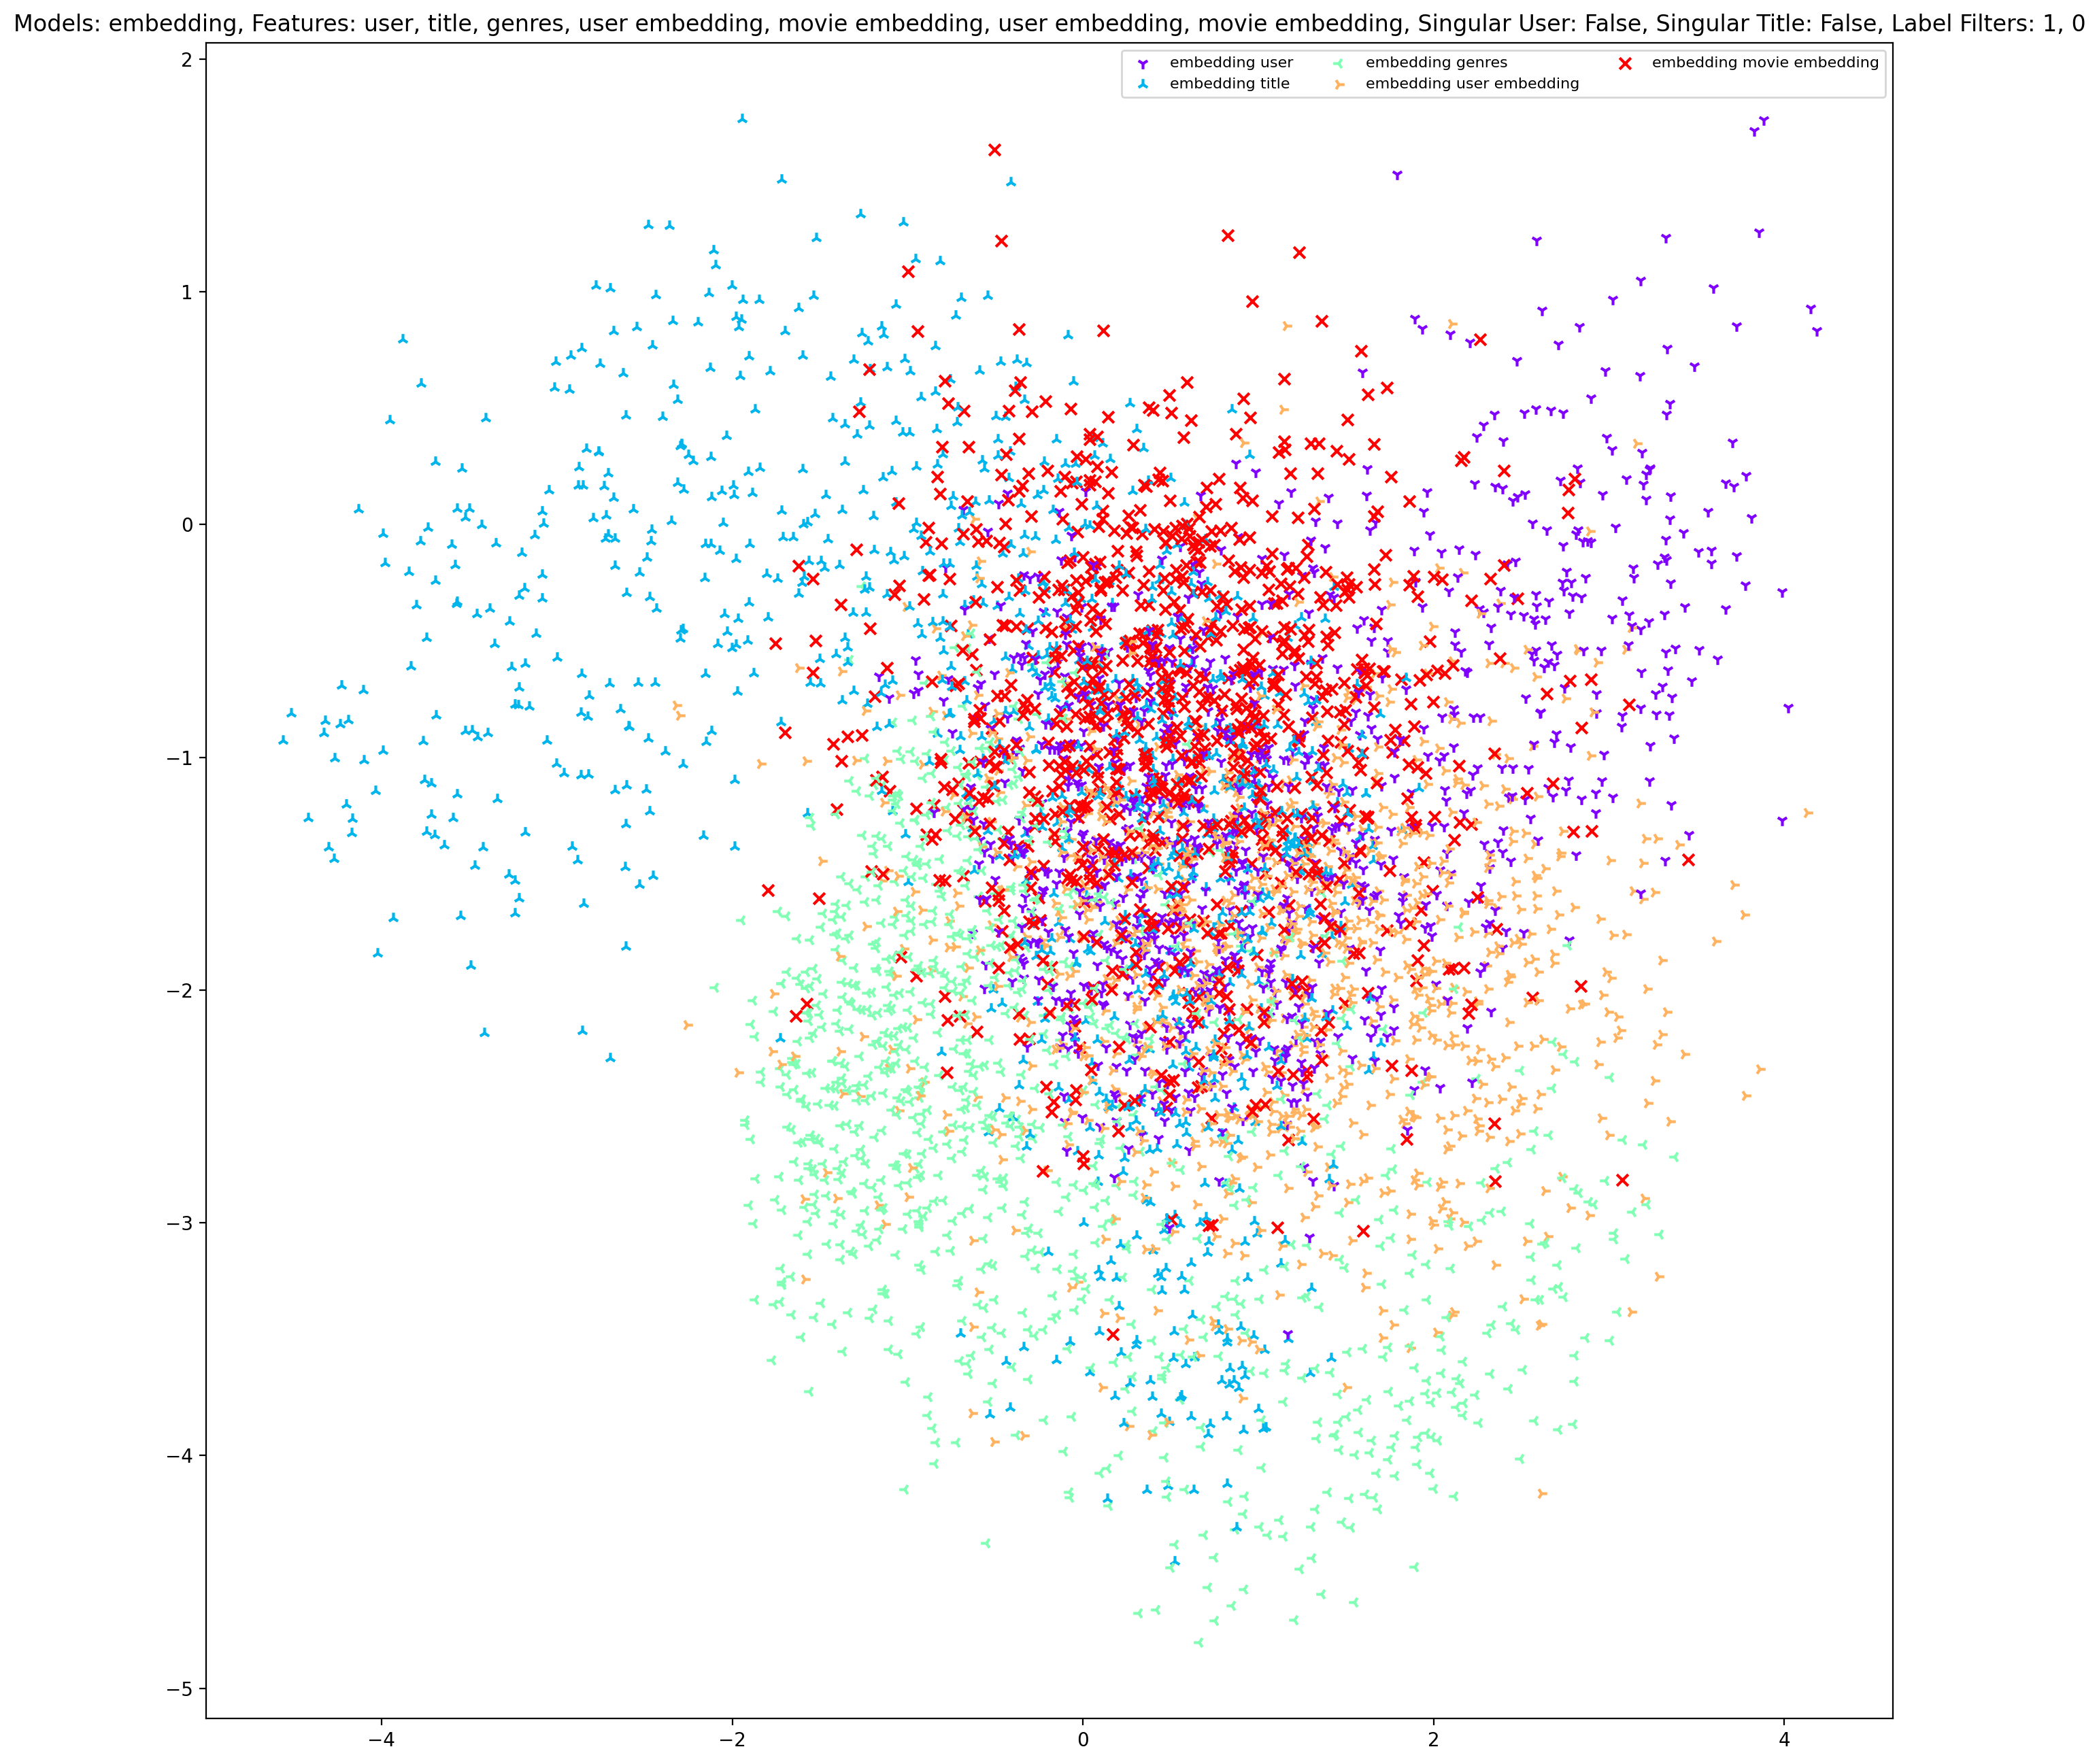 Models: embedding, Features: user, title, genres, user embedding, movie embedding, user embedding, movie embedding, Singular User: False, Singular Title: False, Label Filters: 1, 0
embedding user
embedding title
embedding genres
embedding user embedding
embedding movie embedding
2
1
0
−1
−2
−3
−4
−5
−4
−2
0
2
4